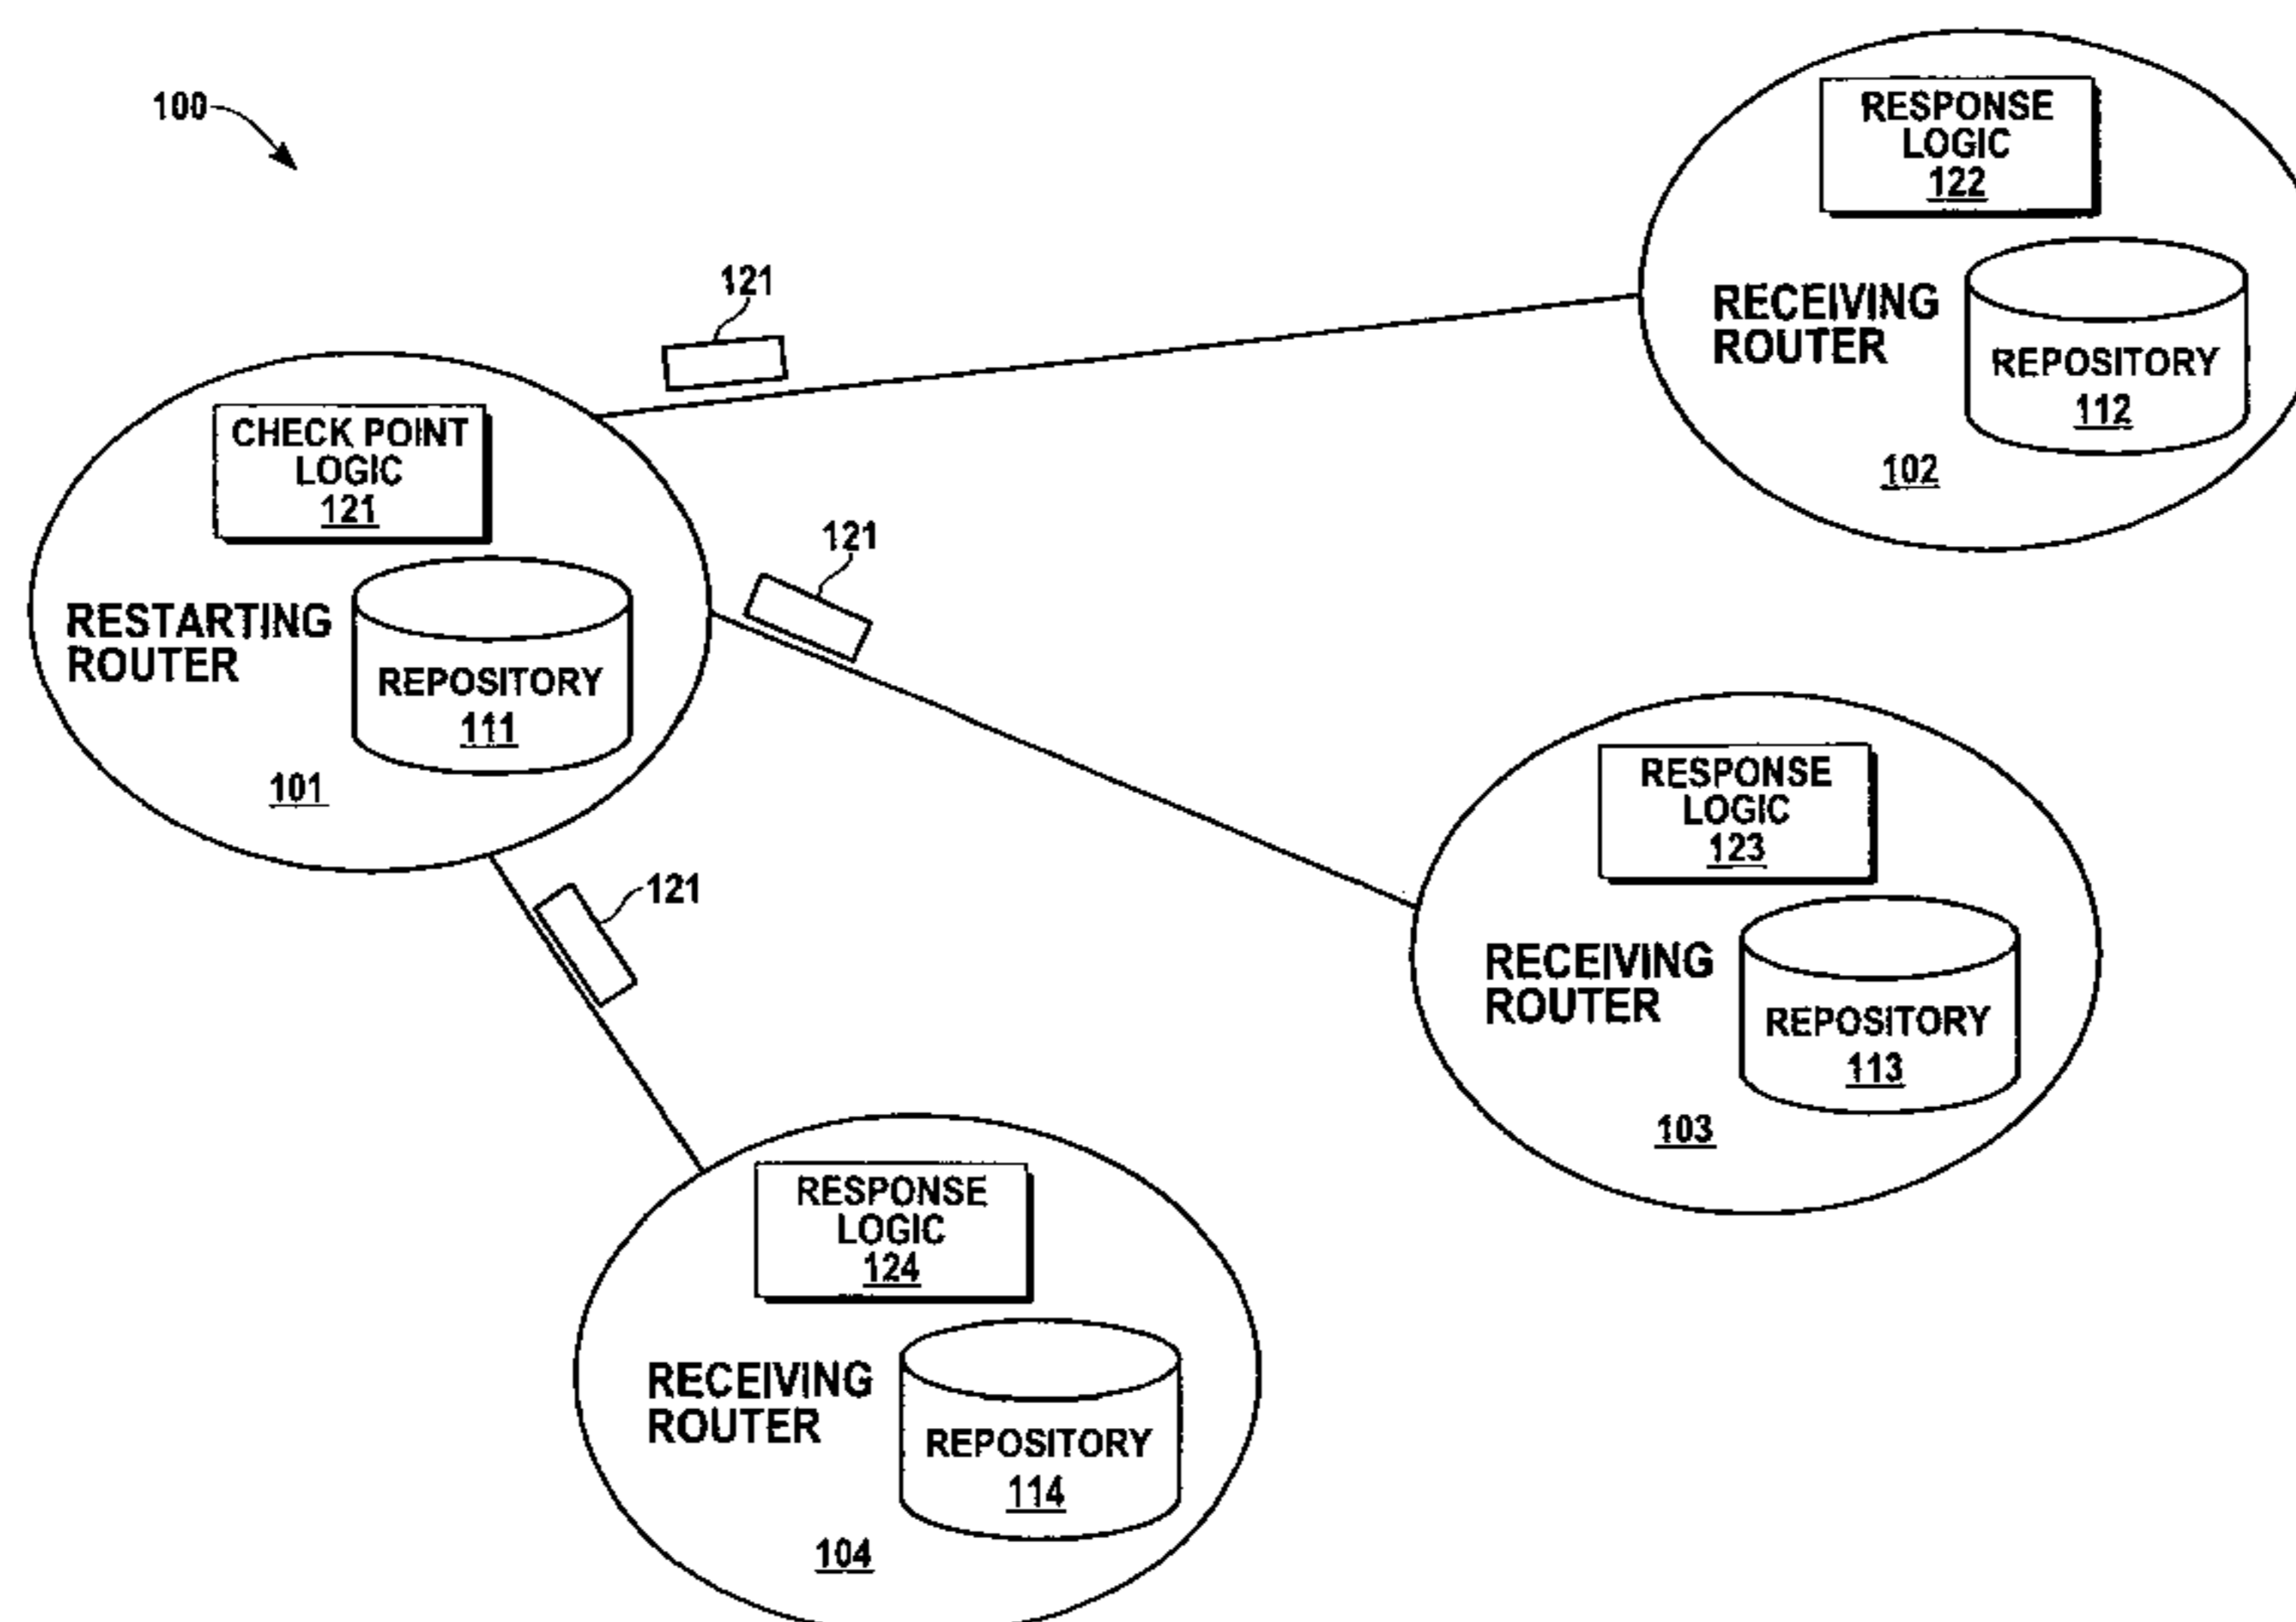 100
RESPONSE
LOGIC
122
RECEIVING
ROUTER
REPOSITORY
112
102
121
CHECK POINT
LOGIC
121
RESTARTING
ROUTER
REPOSITORY
111
101
121
RESPONSE
LOGIC
123
RECEIVING
ROUTER
REPOSITORY
113
103
121
RESPONSE
LOGIC
124
RECEIVING
ROUTER
REPOSITORY
114
104